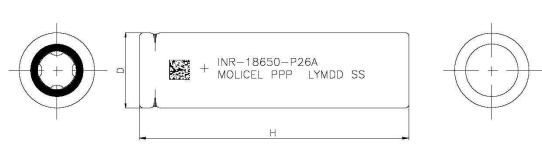 D
+ INR-18650-P26A
MOLICEL PPP LYMDD SS
H